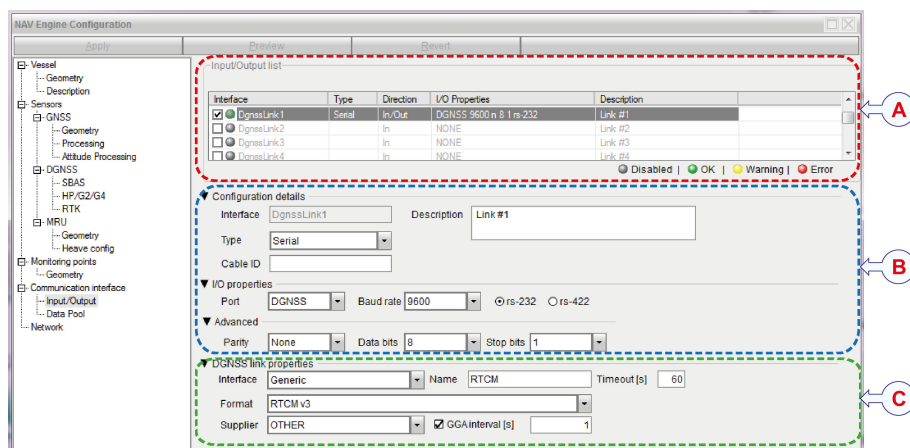 NAV Engine Configuration
Apply Preview Revert
Vessel
Geometry
Description
Sensors
GNSS
Geometry
Processing
Attitude Processing
DGNSS
SBAS
HP/G2/G4
RTK
MRU
Geometry
Heave config
Monitoring points
Geometry
Communication interface
Input/Output
Data Pool
Network
Input/Output list
Interface Type Direction I/O Properties Description
DgnssLink1 Serial In/Out DGNSS 9600 n 8 1 rs-232 Link #1
DgnssLink2 In NONE Link #2
DgnssLink3 In NONE Link #3
DgnssLink4 In NONE Link #4
Disabled | OK | Warning | Error
A
Configuration details
Interface DgnssLink1 Description Link #1
Type Serial
Cable ID
I/O properties
Port DGNSS Baud rate 9600 rs-232 rs-422
Advanced
Parity None Data bits 8 Stop bits 1
B
DGNSS link properties
Interface Generic Name RTCM Timeout [s] 60
Format RTCM v3
Supplier OTHER GGA interval [s] 1
C